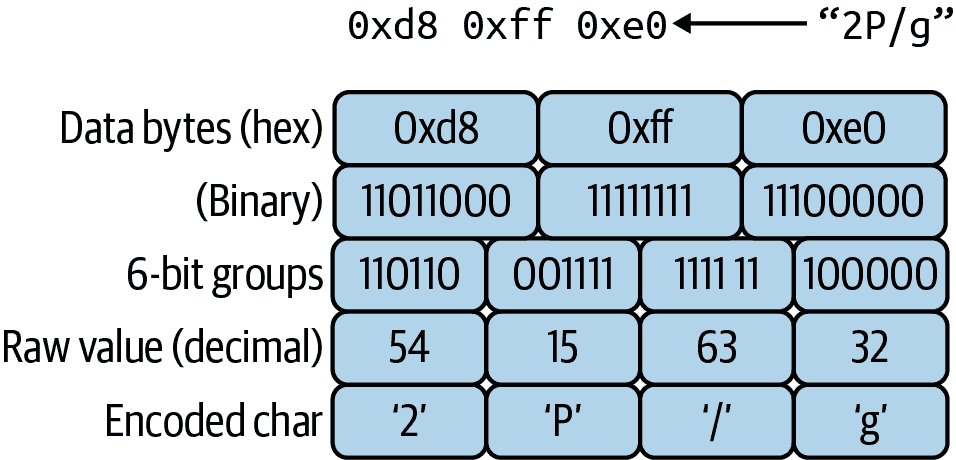 0xd8 0xff 0xe0 “2P/g”
Data bytes (hex) 0xd8 0xff 0xe0
(Binary) 11011000 11111111 11100000
6-bit groups 110110 001111 1111 11 100000
Raw value (decimal) 54 15 63 32
Encoded char ‘2’ ‘P’ ‘/’ ‘g’